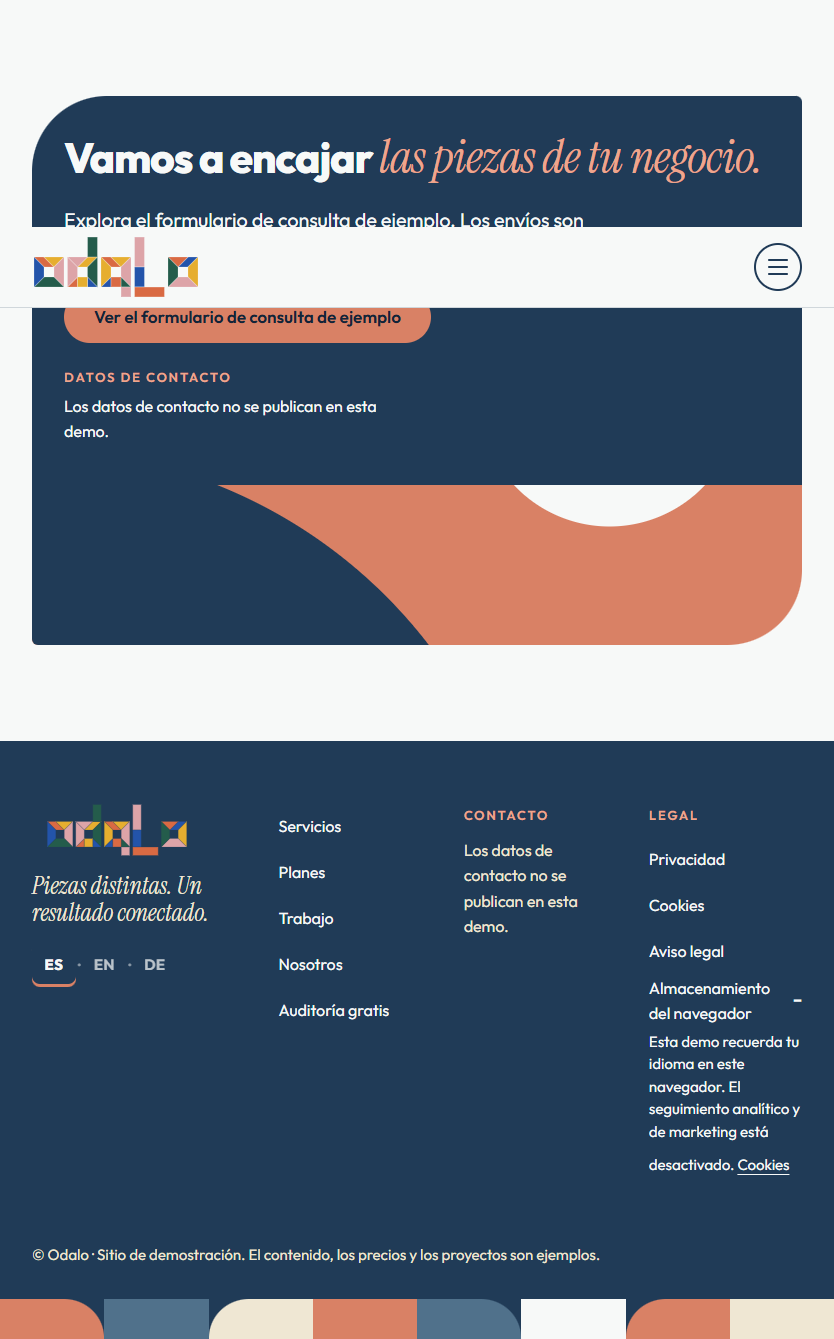 Vamos a encajar las piezas de tu negocio.
Explora el formulario de consulta de ejemplo. Los envíos son
odalo
Ver el formulario de consulta de ejemplo
DATOS DE CONTACTO
Los datos de contacto no se publican en esta
demo.
odalo
Piezas distintas. Un
resultado conectado.
ES · EN · DE
Servicios
Planes
Trabajo
Nosotros
Auditoría gratis
CONTACTO
Los datos de
contacto no se
publican en esta
demo.
LEGAL
Privacidad
Cookies
Aviso legal
Almacenamiento
del navegador –
Esta demo recuerda tu
idioma en este
navegador. El
seguimiento analítico y
de marketing está
desactivado. Cookies
© Odalo · Sitio de demostración. El contenido, los precios y los proyectos son ejemplos.